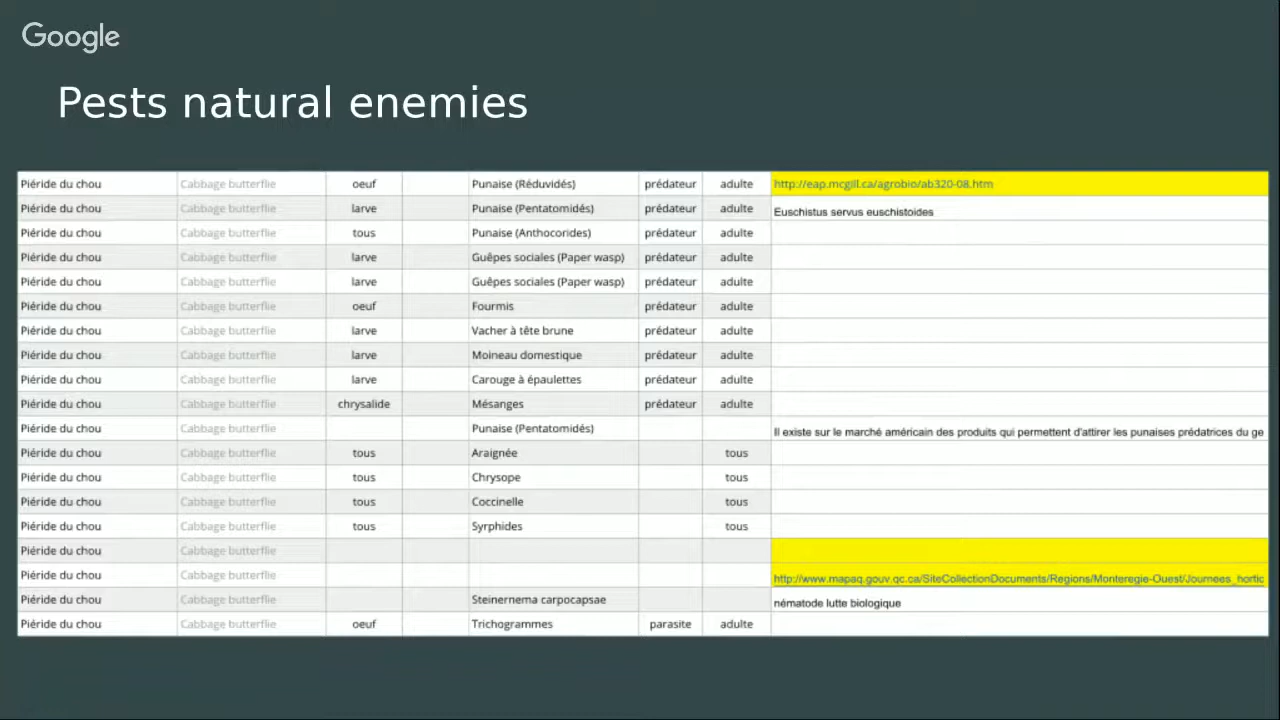 Google
Pests natural enemies
Piéride du chou Cabbage butterflie oeuf Punaise (Réduvidés) prédateur adulte http://eap.mcgill.ca/agrobio/ab320-08.htm
Piéride du chou Cabbage butterflie larve Punaise (Pentatomidés) prédateur adulte Euschistus servus euschistoides
Piéride du chou Cabbage butterflie tous Punaise (Anthocorides) prédateur adulte
Piéride du chou Cabbage butterflie larve Guêpes sociales (Paper wasp) prédateur adulte
Piéride du chou Cabbage butterflie larve Guêpes sociales (Paper wasp) prédateur adulte
Piéride du chou Cabbage butterflie oeuf Fourmis prédateur adulte
Piéride du chou Cabbage butterflie larve Vacher à tête brune prédateur adulte
Piéride du chou Cabbage butterflie larve Moineau domestique prédateur adulte
Piéride du chou Cabbage butterflie larve Carouge à épaulettes prédateur adulte
Piéride du chou Cabbage butterflie chrysalide Mésanges prédateur adulte
Piéride du chou Cabbage butterflie Punaise (Pentatomidés) Il existe sur le marché américain des produits qui permettent d'attirer les punaises prédatrices du ge
Piéride du chou Cabbage butterflie tous Araignée tous
Piéride du chou Cabbage butterflie tous Chrysope tous
Piéride du chou Cabbage butterflie tous Coccinelle tous
Piéride du chou Cabbage butterflie tous Syrphides tous
Piéride du chou Cabbage butterflie
Piéride du chou Cabbage butterflie http://www.mapaq.gouv.qc.ca/SiteCollectionDocuments/Regions/Monteregie-Ouest/Journees_hortic
Piéride du chou Cabbage butterflie Steinernema carpocapsae nématode lutte biologique
Piéride du chou Cabbage butterflie oeuf Trichogrammes parasite adulte